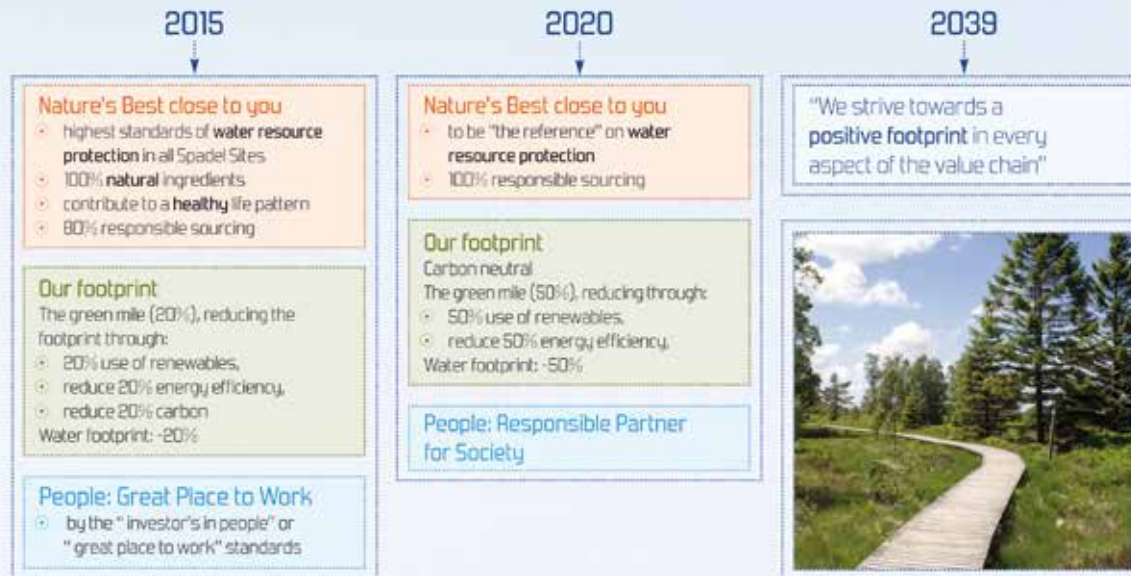 2015
Nature's Best close to you
highest standards of water resource
protection in all Spadel Sites
100% natural ingredients
contribute to a healthy life pattern
80% responsible sourcing
Our footprint
The green mile (20%), reducing the
footprint through:
20% use of renewables,
reduce 20% energy efficiency,
reduce 20% carbon
Water footprint: -20%
People: Great Place to Work
by the " investor's in people" or
" great place to work" standards
2020
Nature's Best close to you
to be "the reference" on water
resource protection
100% responsible sourcing
Our footprint
Carbon neutral
The green mile (50%), reducing through:
50% use of renewables,
reduce 50% energy efficiency,
Water footprint: -50%
People: Responsible Partner
for Society
2039
"We strive towards a
positive footprint in every
aspect of the value chain"